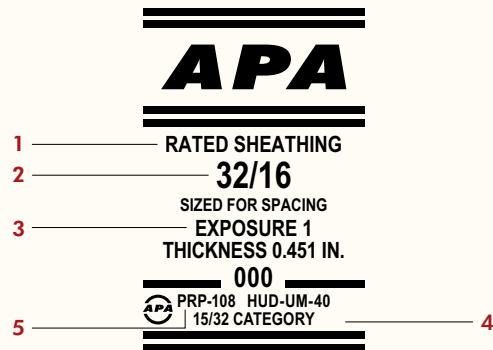 APA
1 RATED SHEATHING
2 32/16
SIZED FOR SPACING
3 EXPOSURE 1
THICKNESS 0.451 IN.
000
APA PRP-108 HUD-UM-40
5 15/32 CATEGORY 4